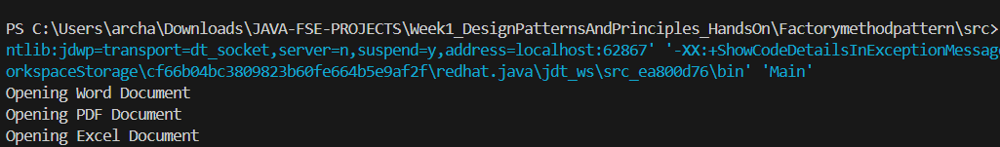 PS C:\Users\archa\Downloads\JAVA-FSE-PROJECTS\Week1_DesignPatternsAndPrinciples_HandsOn\Factorymethodpattern\src>
ntlib:jdwp=transport=dt_socket,server=n,suspend=y,address=localhost:62867' '-XX:+ShowCodeDetailsInExceptionMessage
orkspaceStorage\cf66b04bc3809823b60fe664b5e9af2f\redhat.java\jdt_ws\src_ea800d76\bin' 'Main'
Opening Word Document
Opening PDF Document
Opening Excel Document